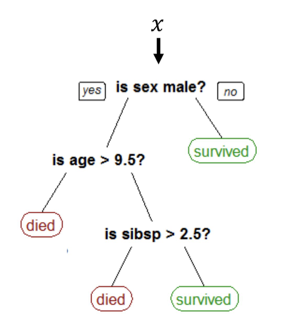 x
yes is sex male? no
survived
is age > 9.5?
died
is sibsp > 2.5?
died survived